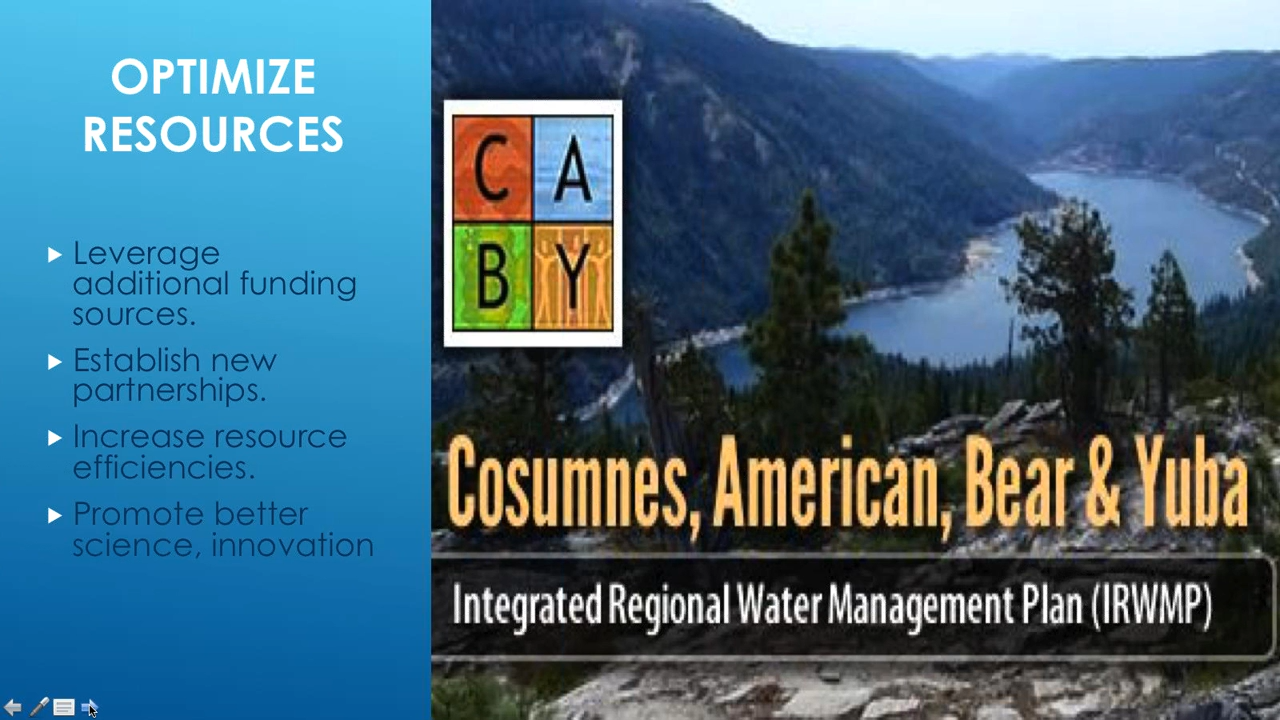 OPTIMIZE
RESOURCES
Leverage
additional funding
sources.
Establish new
partnerships.
Increase resource
efficiencies.
Promote better
science, innovation
C A
B Y
Cosumnes, American, Bear & Yuba
Integrated Regional Water Management Plan (IRWMP)